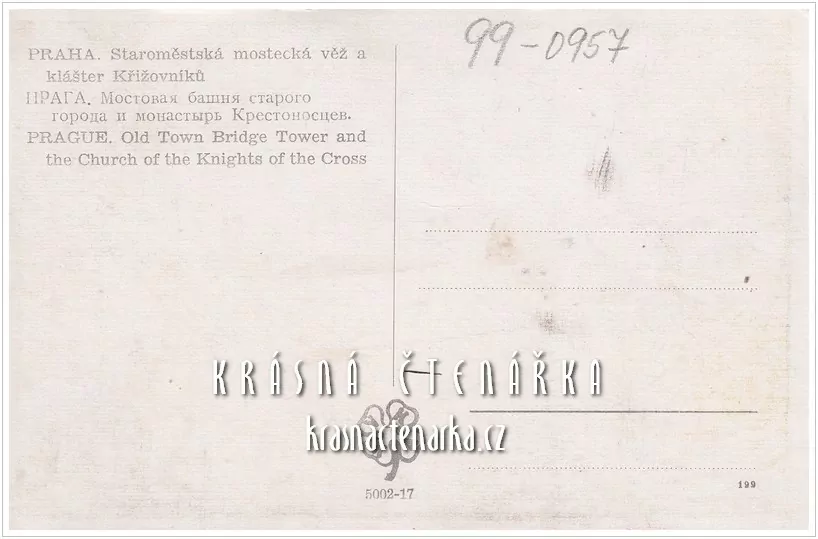 99-0957
PRAHA. Staroměstská mostecká věž a
klášter Křižovníků
ПРАГА. Мостовая башня старого
города и монастырь Крестоносцев.
PRAGUE. Old Town Bridge Tower and
the Church of the Knights of the Cross
KRÁSNÁ ČTENÁŘKA
krasnactenarka.cz
5002-17
199